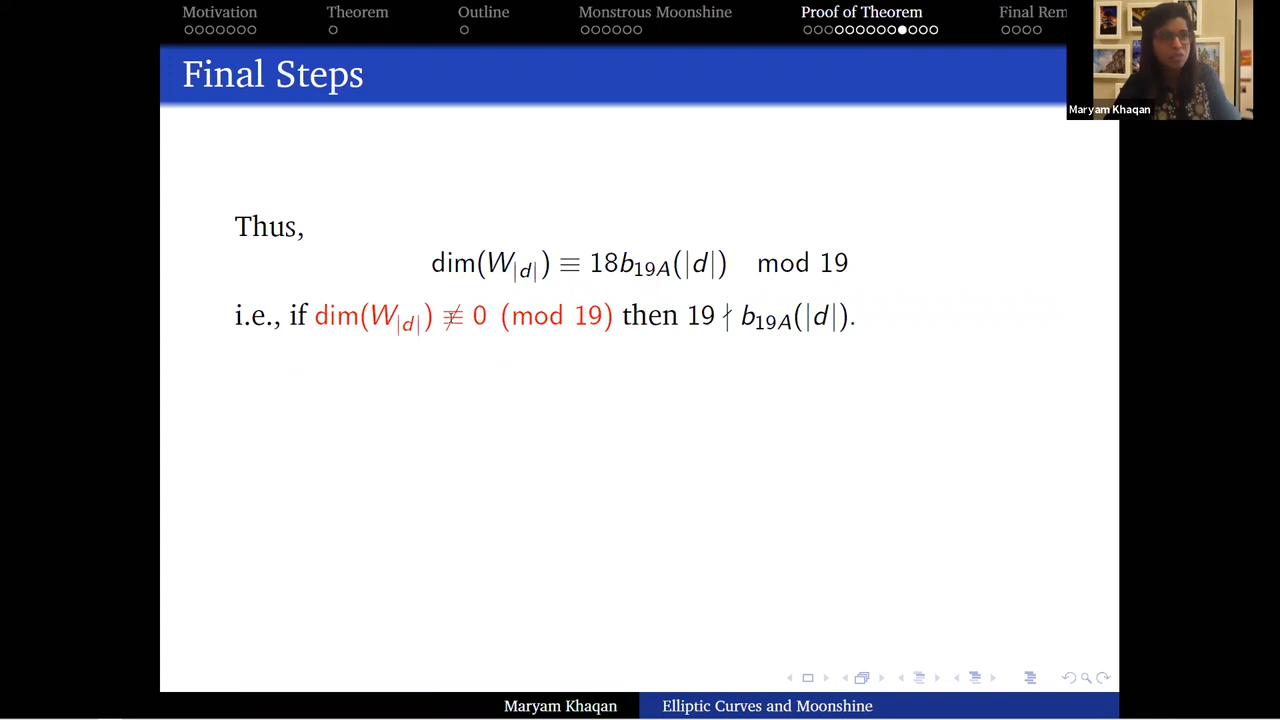 Motivation Theorem Outline Monstrous Moonshine Proof of Theorem Final Rem
Final Steps
Maryam Khaqan
Thus,
dim(W_{|d|}) ≡ 18b_{19A}(|d|) mod 19
i.e., if dim(W_{|d|}) ≢ 0 (mod 19) then 19 ∤ b_{19A}(|d|).
Maryam Khaqan Elliptic Curves and Moonshine